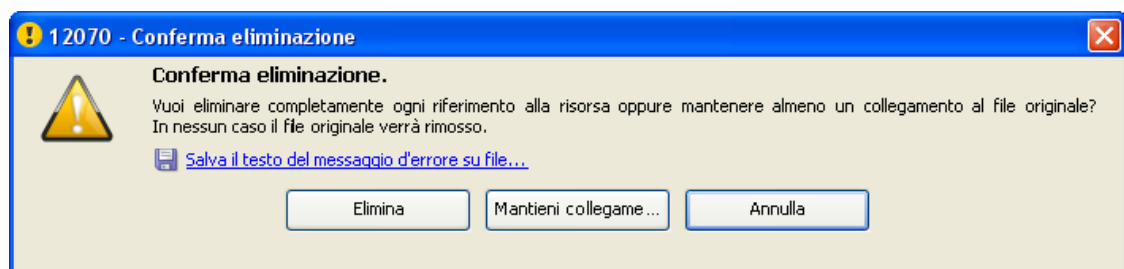 12070 - Conferma eliminazione
Conferma eliminazione.
Vuoi eliminare completamente ogni riferimento alla risorsa oppure mantenere almeno un collegamento al file originale?
In nessun caso il file originale verrà rimosso.
Salva il testo del messaggio d'errore su file...
Elimina
Mantieni collegame...
Annulla